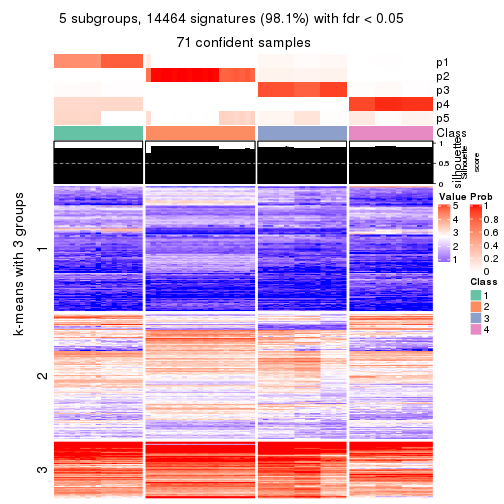 5 subgroups, 14464 signatures (98.1%) with fdr < 0.05
71 confident samples
p1
p2
p3
p4
p5
Class
1
0.5
0
silhouette
Silhouette
score
k-means with 3 groups
1
2
3
Value
5
4
3
2
1
Prob
1
0.8
0.6
0.4
0.2
0
Class
1
2
3
4